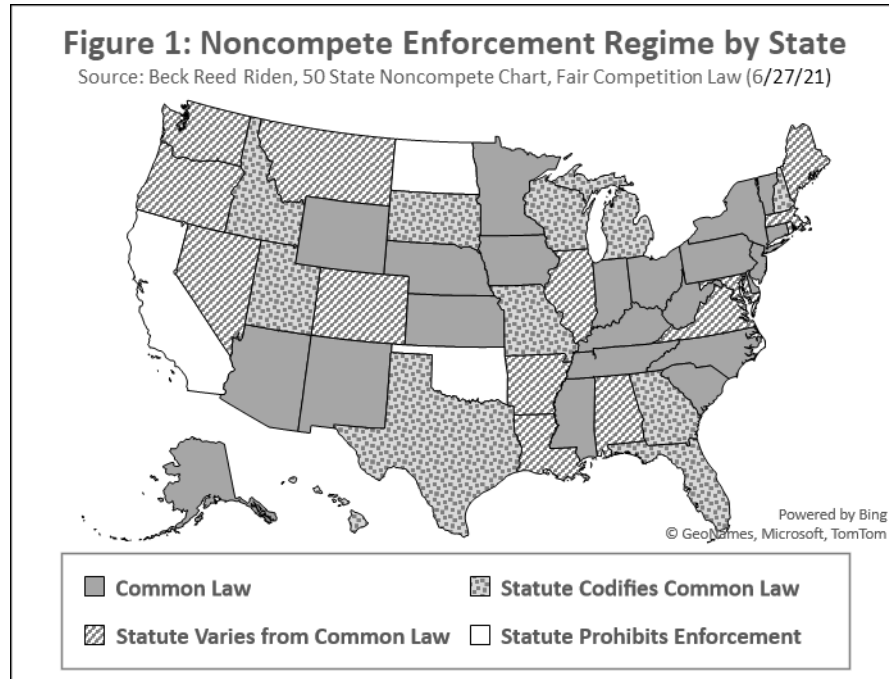 Figure 1: Noncompete Enforcement Regime by State
Source: Beck Reed Riden, 50 State Noncompete Chart, Fair Competition Law (6/27/21)
Powered by Bing
© GeoNames, Microsoft, TomTom
Common Law
Statute Codifies Common Law
Statute Varies from Common Law
Statute Prohibits Enforcement